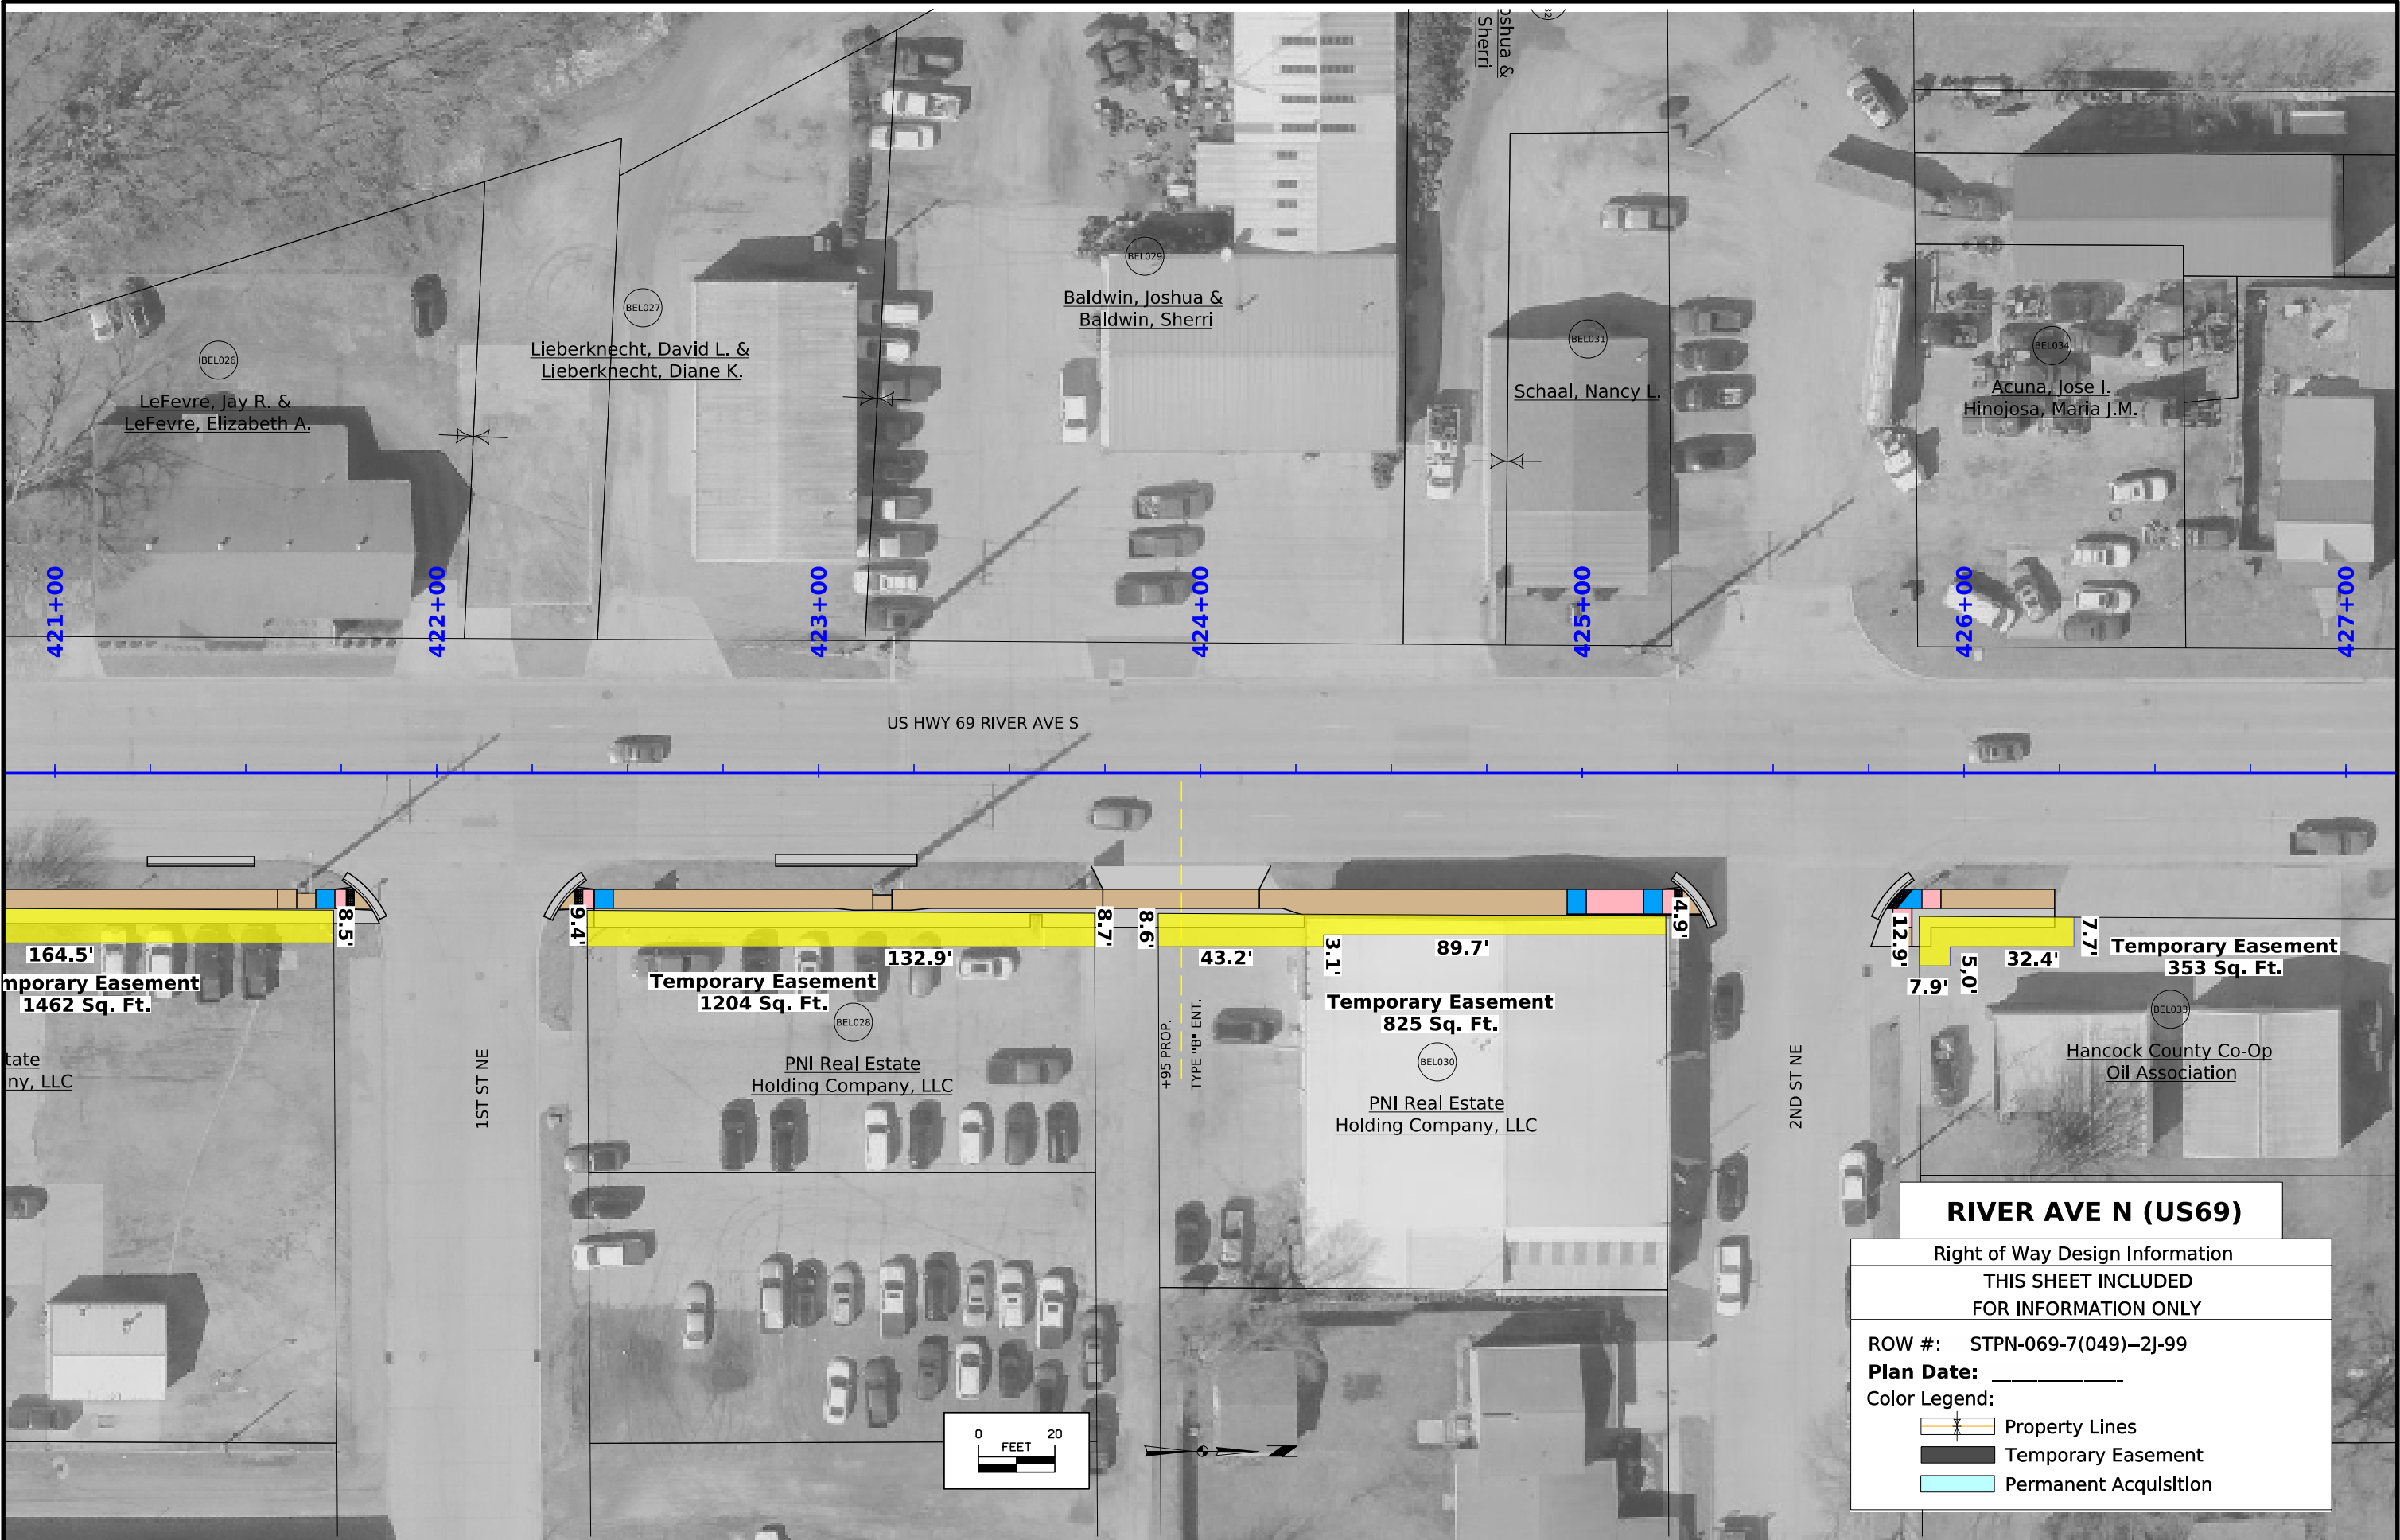 32
oshua &
Sherri
BEL026
LeFevre, Jay R. &
LeFevre, Elizabeth A.
BEL027
Lieberknecht, David L. &
Lieberknecht, Diane K.
BEL029
Baldwin, Joshua &
Baldwin, Sherri
BEL031
Schaal, Nancy L.
BEL034
Acuna, Jose I.
Hinojosa, Maria J.M.
421+00
422+00
423+00
424+00
425+00
426+00
427+00
US HWY 69 RIVER AVE S
8.5'
164.5'
mporary Easement
1462 Sq. Ft.
tate
ny, LLC
1ST ST NE
9.4'
132.9'
8.7'
Temporary Easement
1204 Sq. Ft.
BEL028
PNI Real Estate
Holding Company, LLC
8.6'
43.2'
3.1'
89.7'
4.9'
+95 PROP.
TYPE "B" ENT.
Temporary Easement
825 Sq. Ft.
BEL030
PNI Real Estate
Holding Company, LLC
2ND ST NE
12.9'
7.9'
5,0'
32.4'
7.7'
Temporary Easement
353 Sq. Ft.
BEL033
Hancock County Co-Op
Oil Association
0 20
FEET
RIVER AVE N (US69)
Right of Way Design Information
THIS SHEET INCLUDED
FOR INFORMATION ONLY
ROW #: STPN-069-7(049)--2J-99
Plan Date: ______________
Color Legend:
Property Lines
Temporary Easement
Permanent Acquisition